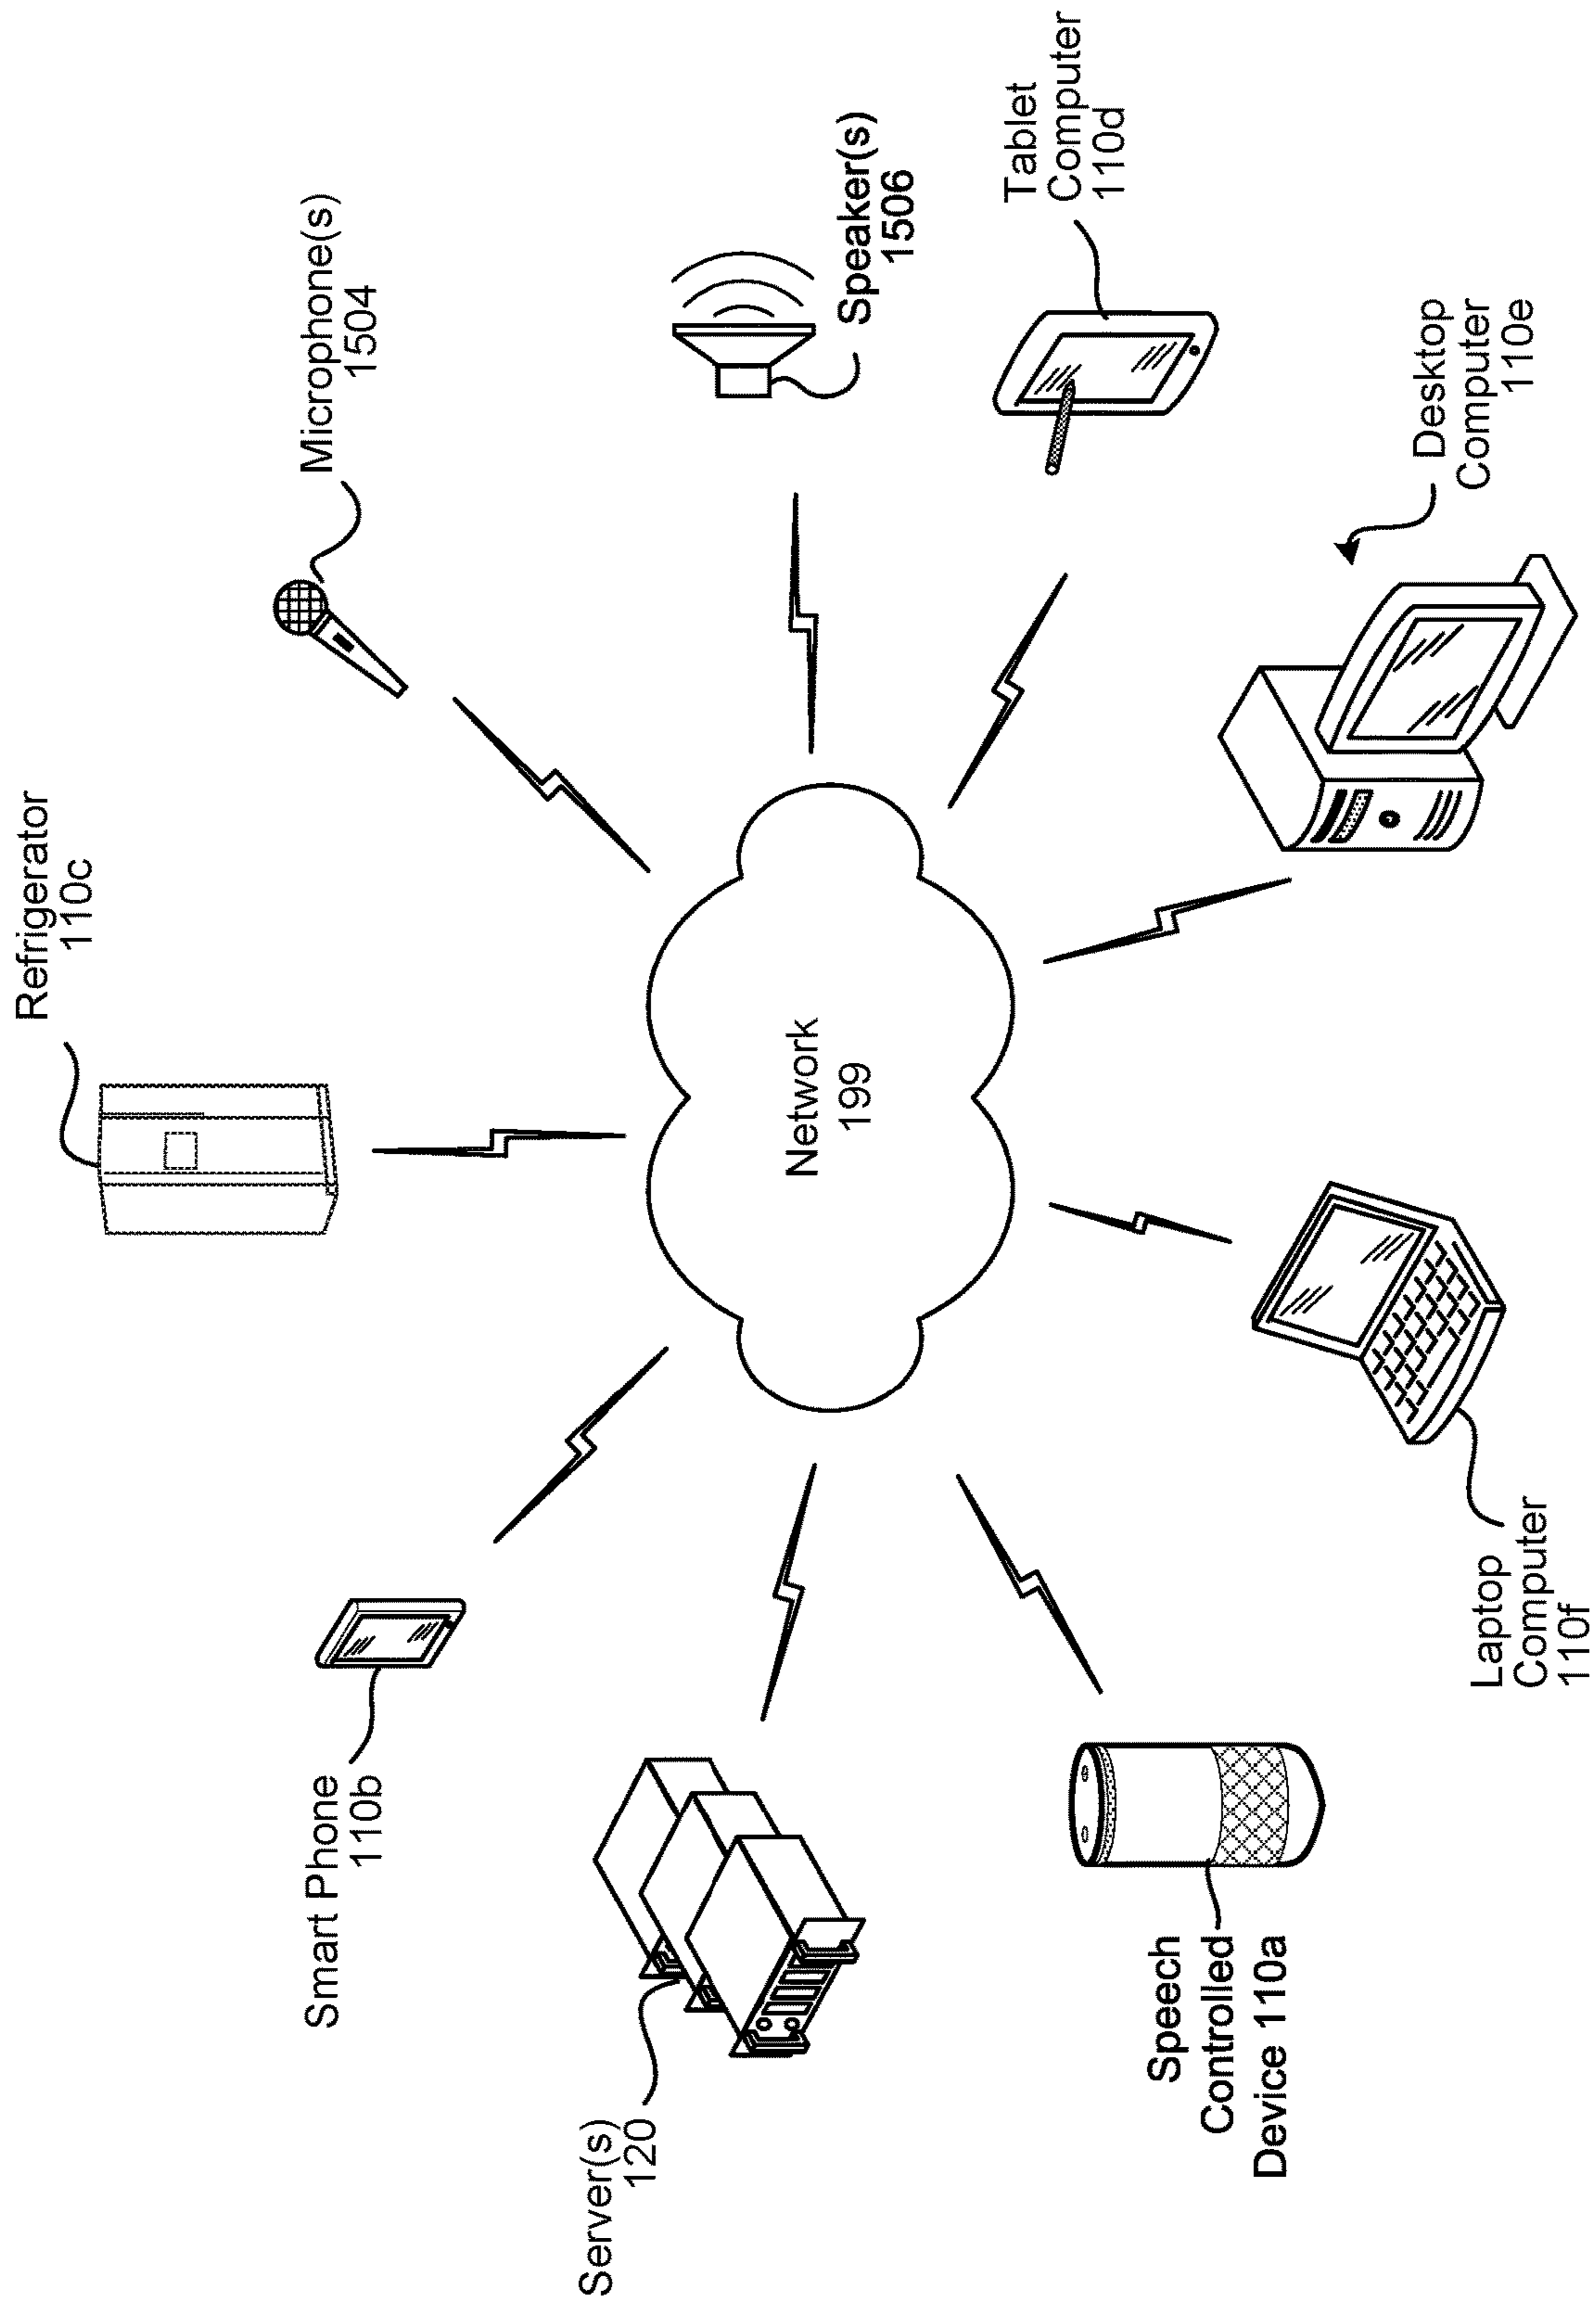 Refrigerator
110c
Smart Phone
110b
Microphone(s)
1504
Server(s)
120
Network
199
Speaker(s)
1506
Speech
Controlled
Device 110a
Tablet
Computer
110d
Laptop
Computer
110f
Desktop
Computer
110e